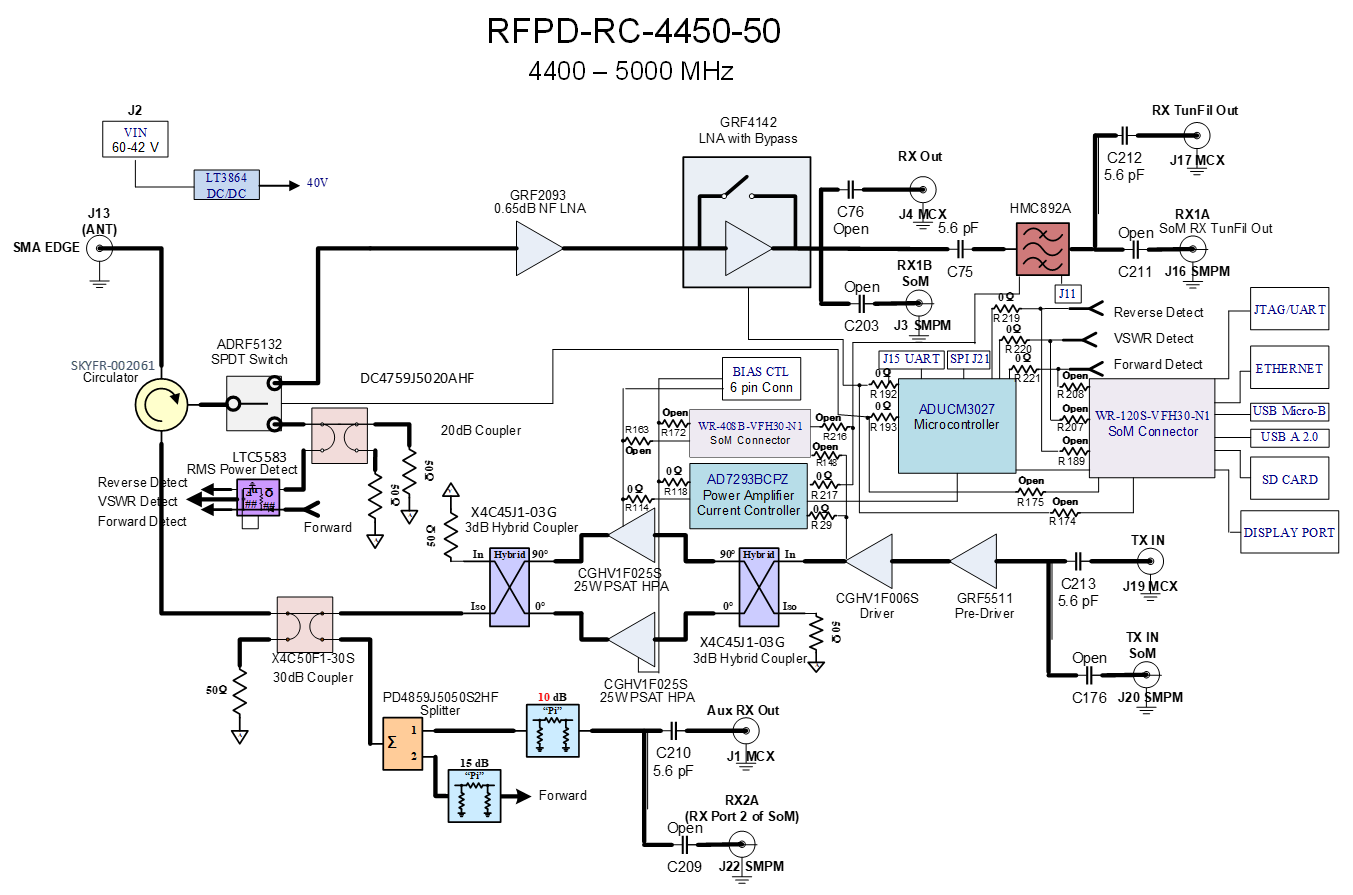 RFPD-RC-4450-50
4400 – 5000 MHz
J2
VIN
60-42 V
LT3864
DC/DC
40V
J13
(ANT)
SMA EDGE
GRF2093
0.65dB NF LNA
GRF4142
LNA with Bypass
RX Out
J4 MCX
C76
Open
5.6 pF
C75
RX1B
SoM
Open
C203
J3 SMPM
HMC892A
J11
RX TunFil Out
C212
5.6 pF
J17 MCX
RX1A
SoM RX TunFil Out
Open
C211
J16 SMPM
SKYFR-002061
Circulator
ADRF5132
SPDT Switch
DC4759J5020AHF
20dB Coupler
50Ω
50Ω
LTC5583
RMS Power Detect
Reverse Detect
VSWR Detect
Forward Detect
Ω
nF
##
##
Forward
BIAS CTL
6 pin Conn
WR-40SB-VFH30-N1
SoM Connector
AD7293BCPZ
Power Amplifier
Current Controller
R163
Open
Open
R172
0Ω
R118
0Ω
R114
Open
R216
R148
0Ω
R217
0Ω
R29
J15 UART
SPI J21
0Ω
R192
0Ω
R193
ADUCM3027
Microcontroller
0Ω
R219
0Ω
R220
0Ω
R221
Reverse Detect
VSWR Detect
Forward Detect
Open
R208
Open
R207
Open
R189
Open
R175
Open
R174
WR-120S-VFH30-N1
SoM Connector
JTAG/UART
ETHERNET
USB Micro-B
USB A 2.0
SD CARD
DISPLAY PORT
50Ω
X4C45J1-03G
3dB Hybrid Coupler
In
Hybrid
90°
Iso
0°
CGHV1F025S
25W PSAT HPA
CGHV1F025S
25W PSAT HPA
90°
Hybrid
In
0°
Iso
50Ω
X4C45J1-03G
3dB Hybrid Coupler
CGHV1F006S
Driver
GRF5511
Pre-Driver
TX IN
C213
5.6 pF
J19 MCX
TX IN
SoM
Open
C176
J20 SMPM
X4C50F1-30S
30dB Coupler
50Ω
PD4859J5050S2HF
Splitter
Σ
1
2
10 dB
“Pi”
15 dB
“Pi”
Forward
Aux RX Out
C210
5.6 pF
J1 MCX
RX2A
(RX Port 2 of SoM)
Open
C209
J22 SMPM